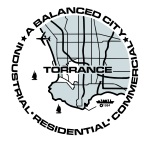 A BALANCED CITY
TORRANCE
INDUSTRIAL·RESIDENTIAL·COMMERCIAL